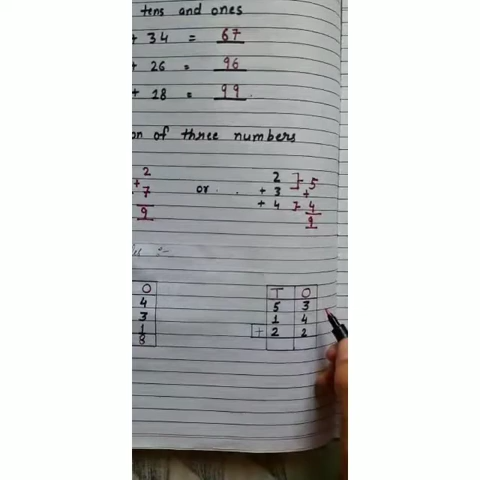 tens and ones
+ 34 = 67
+ 26 = 96
+ 28 = 99
on of three numbers
2
+
7
9
or
2 5
+ 3 +
+ 4 7 4
9
O
4
3
1
8
T O
5 3
1 4
+ 2 2